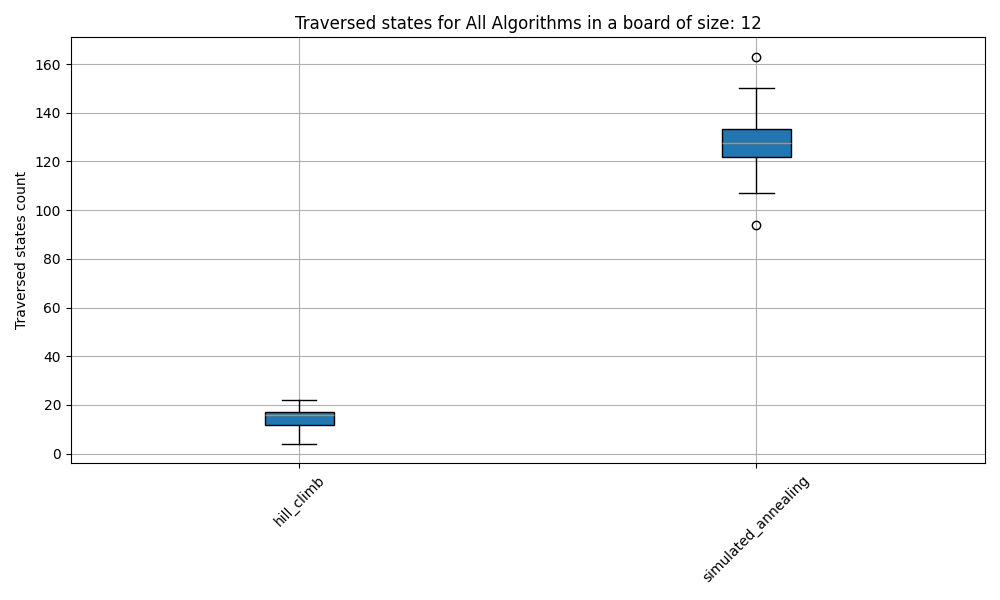 Traversed states for All Algorithms in a board of size: 12
Traversed states count
160
140
120
100
80
60
40
20
0
hill_climb
simulated_annealing